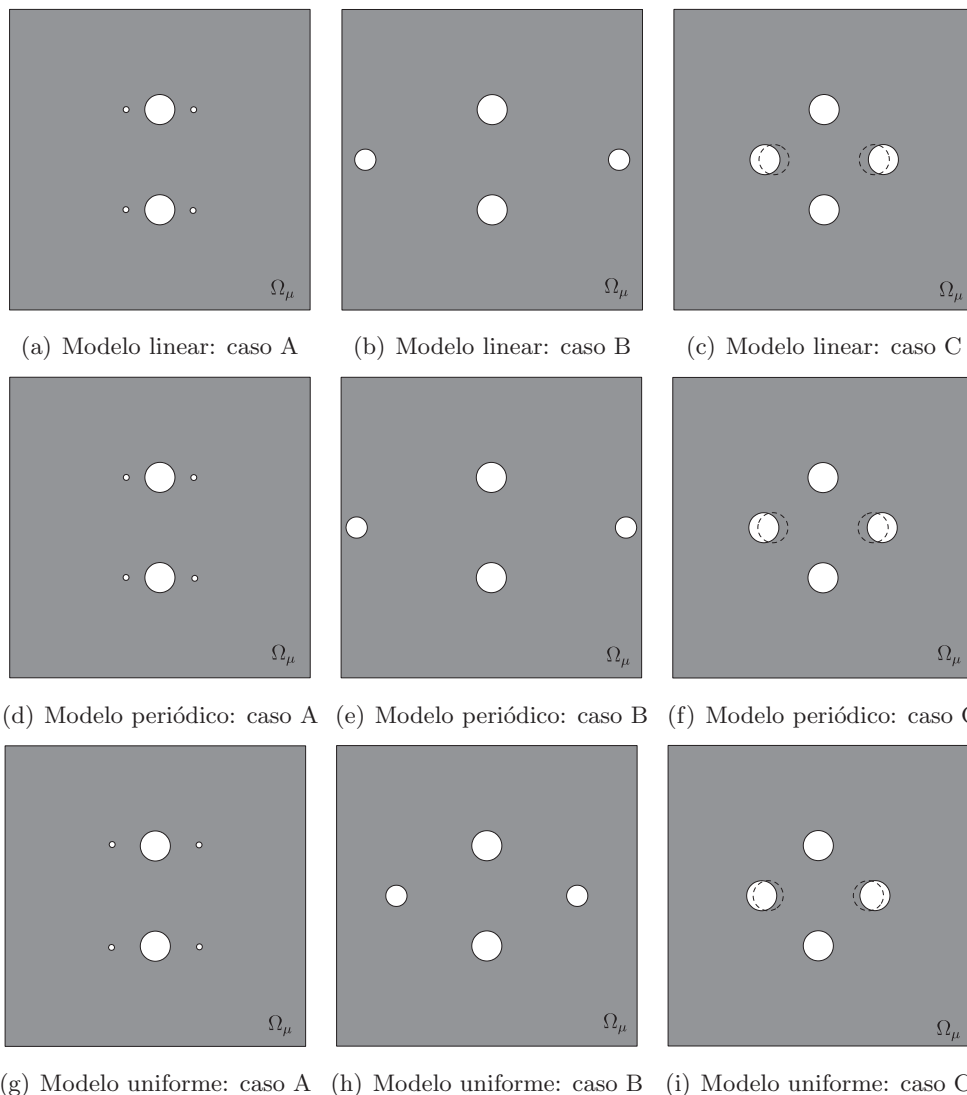 Ωμ Ωμ Ωμ
(a) Modelo linear: caso A (b) Modelo linear: caso B (c) Modelo linear: caso C
Ωμ Ωμ Ωμ
(d) Modelo periódico: caso A (e) Modelo periódico: caso B (f) Modelo periódico: caso C
Ωμ Ωμ Ωμ
(g) Modelo uniforme: caso A (h) Modelo uniforme: caso B (i) Modelo uniforme: caso C